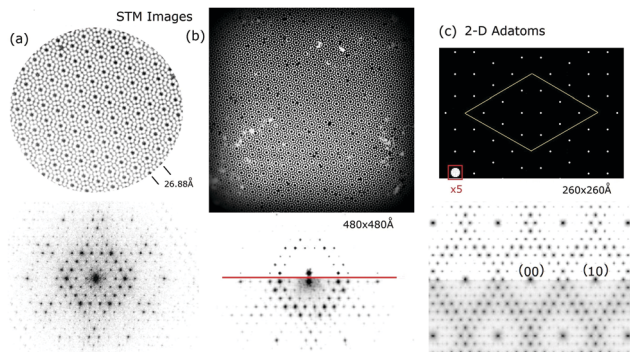 STM Images
(a)
(b)
(c) 2-D Adatoms
26.88Å
x5
260x260Å
480x480Å
(00)
(10)